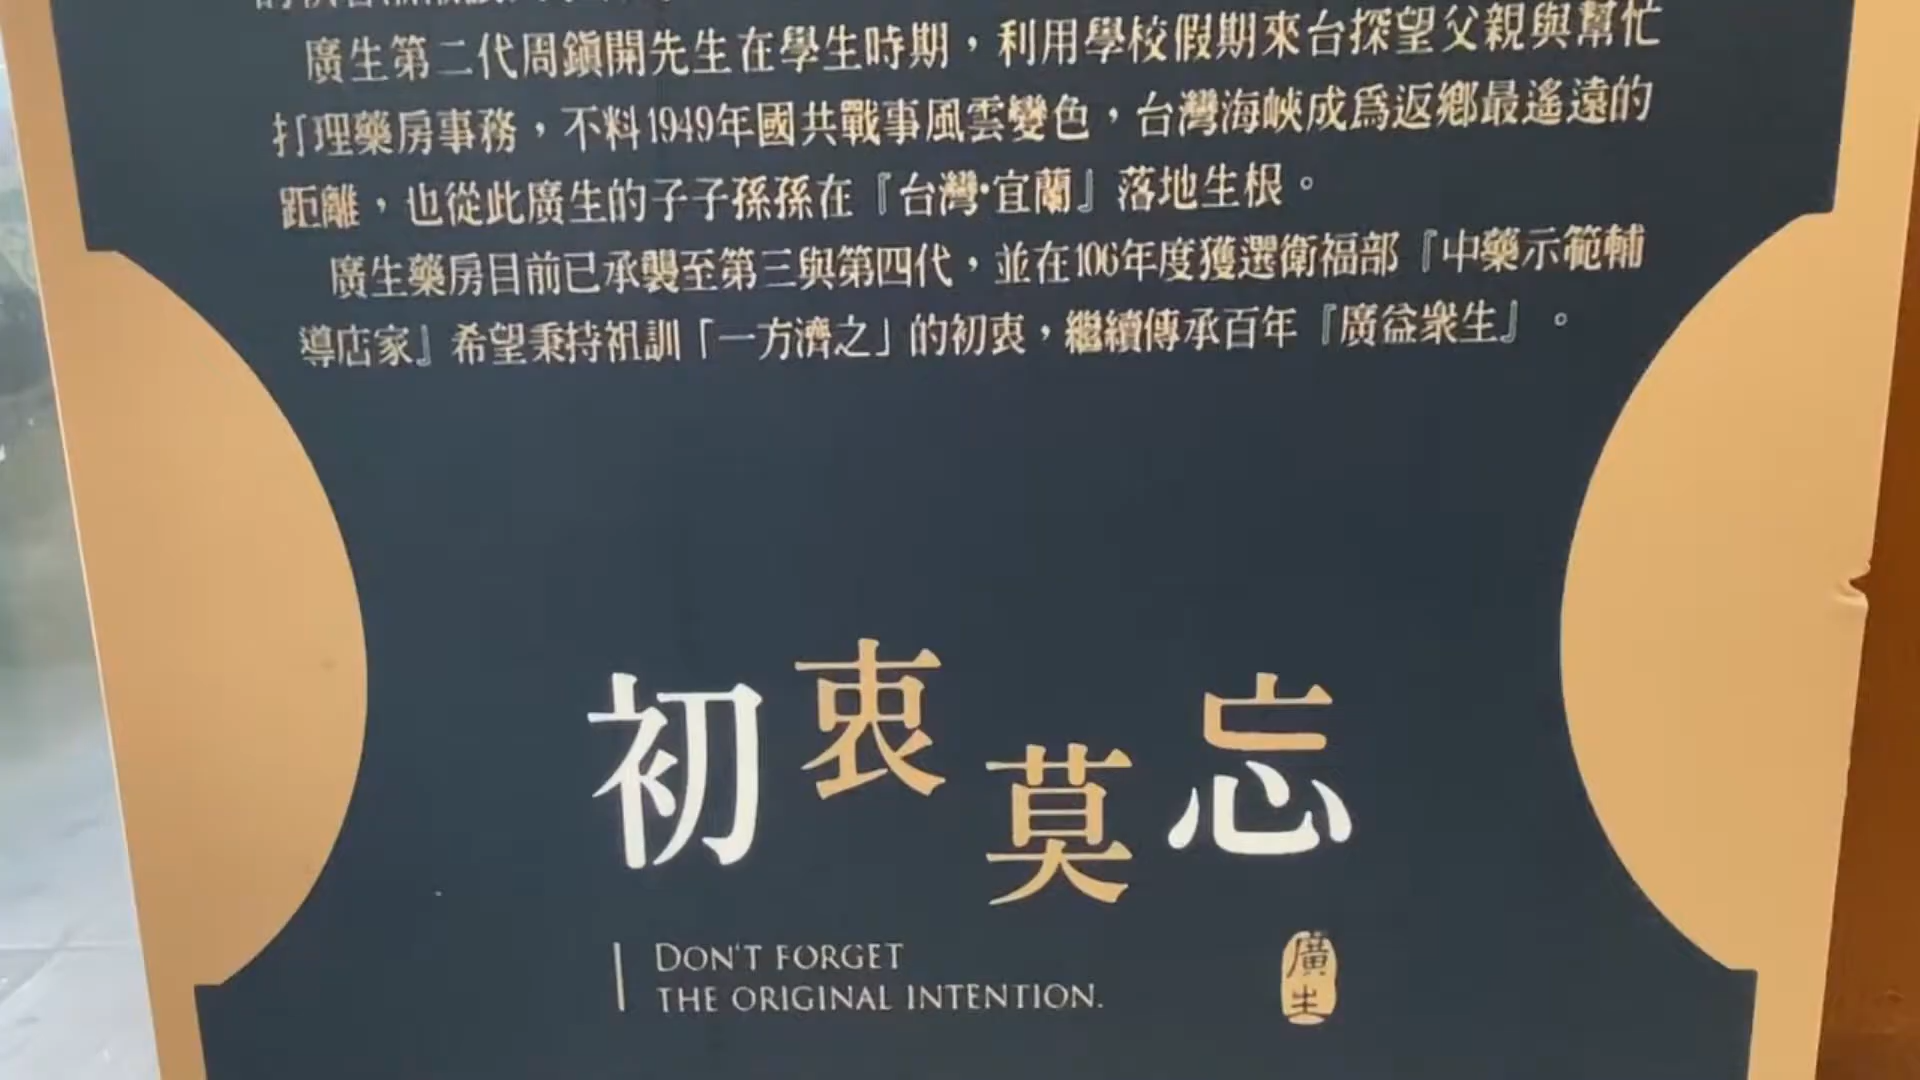 廣生第二代周鎮開先生在學生時期，利用學校假期來台探望父親與幫忙
打理藥房事務，不料1949年國共戰事風雲變色，台灣海峽成為返鄉最遙遠的
距離，也從此廣生的子子孫孫在『台灣•宜蘭』落地生根。
廣生藥房目前已承襲至第三與第四代，並在106年度獲選衛福部『中藥示範輔
導店家』希望秉持祖訓「一方濟之」的初衷，繼續傳承百年『廣益衆生』。
初衷莫忘
DON'T FORGET
THE ORIGINAL INTENTION.
廣生